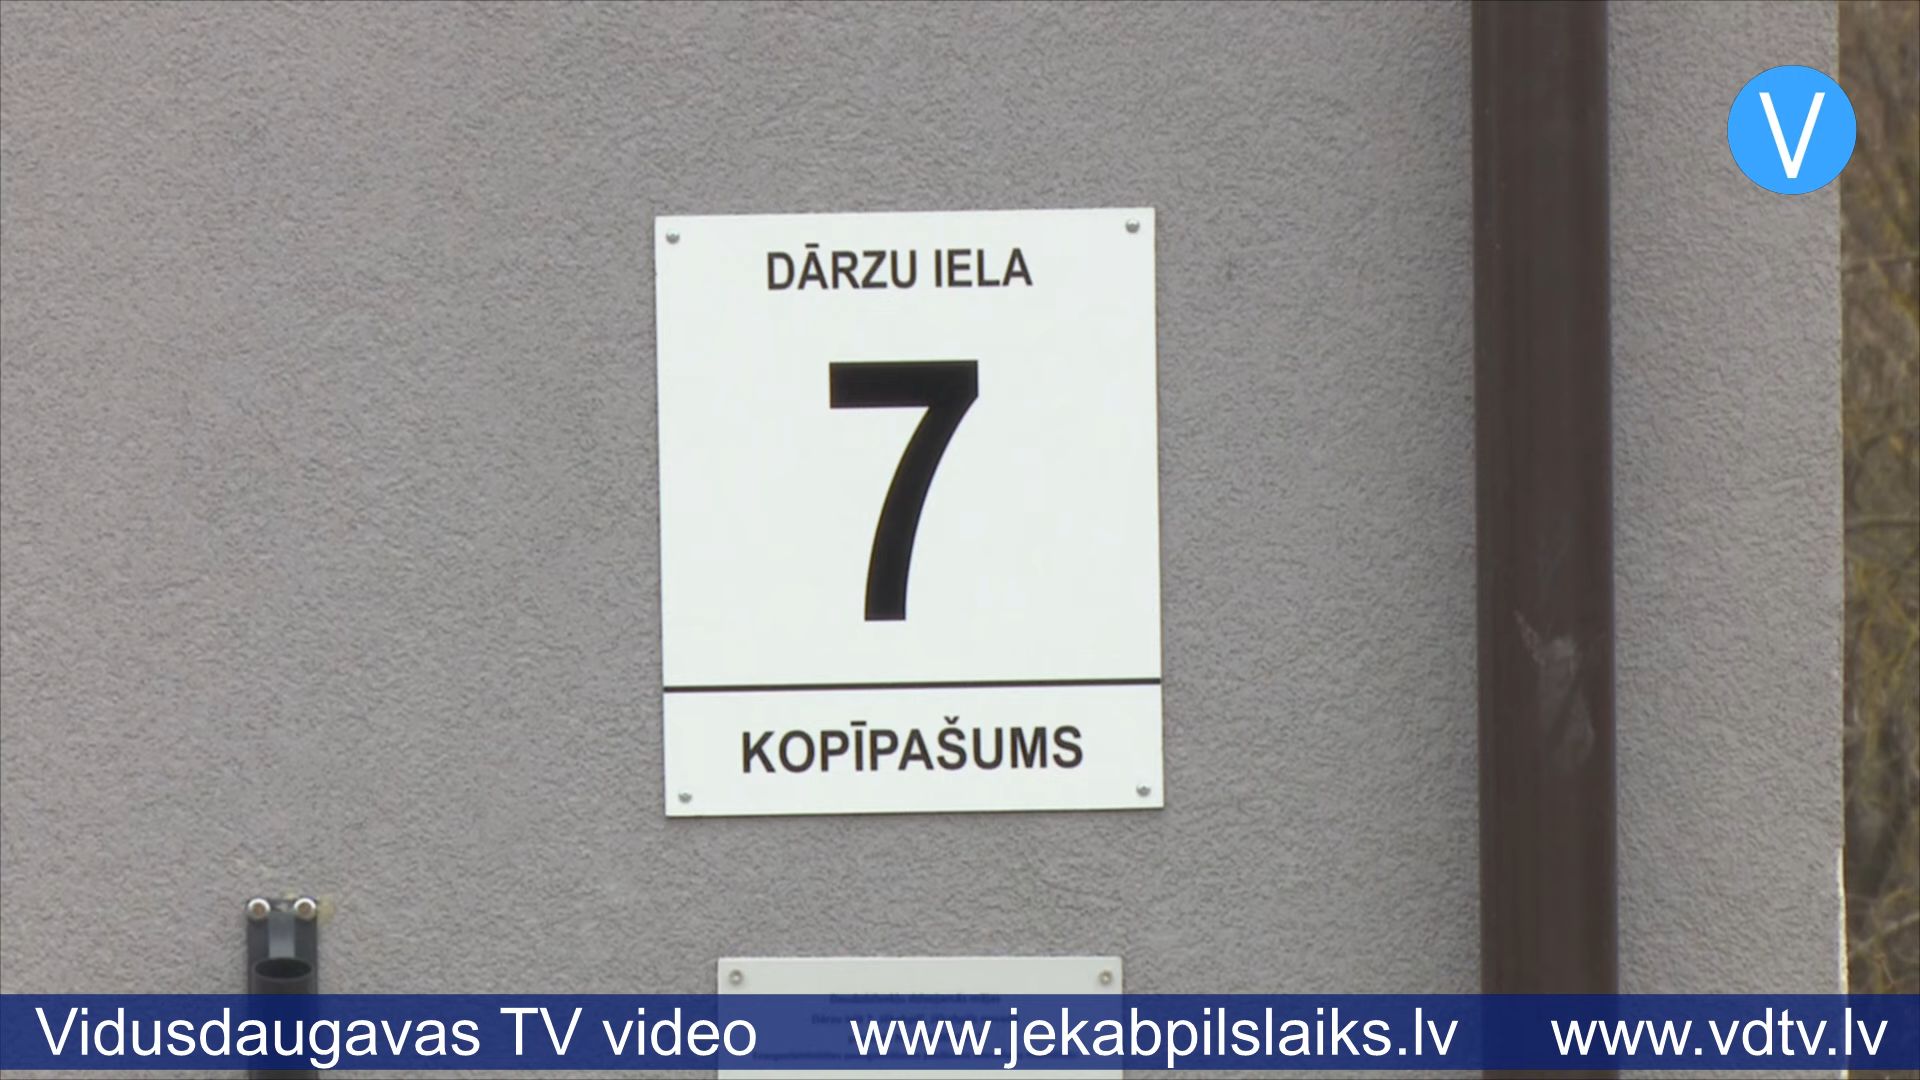 V
DĀRZU IELA
7
KOPĪPAŠUMS
Vidusdaugavas TV video www.jekabpilslaiks.lv www.vdtv.lv